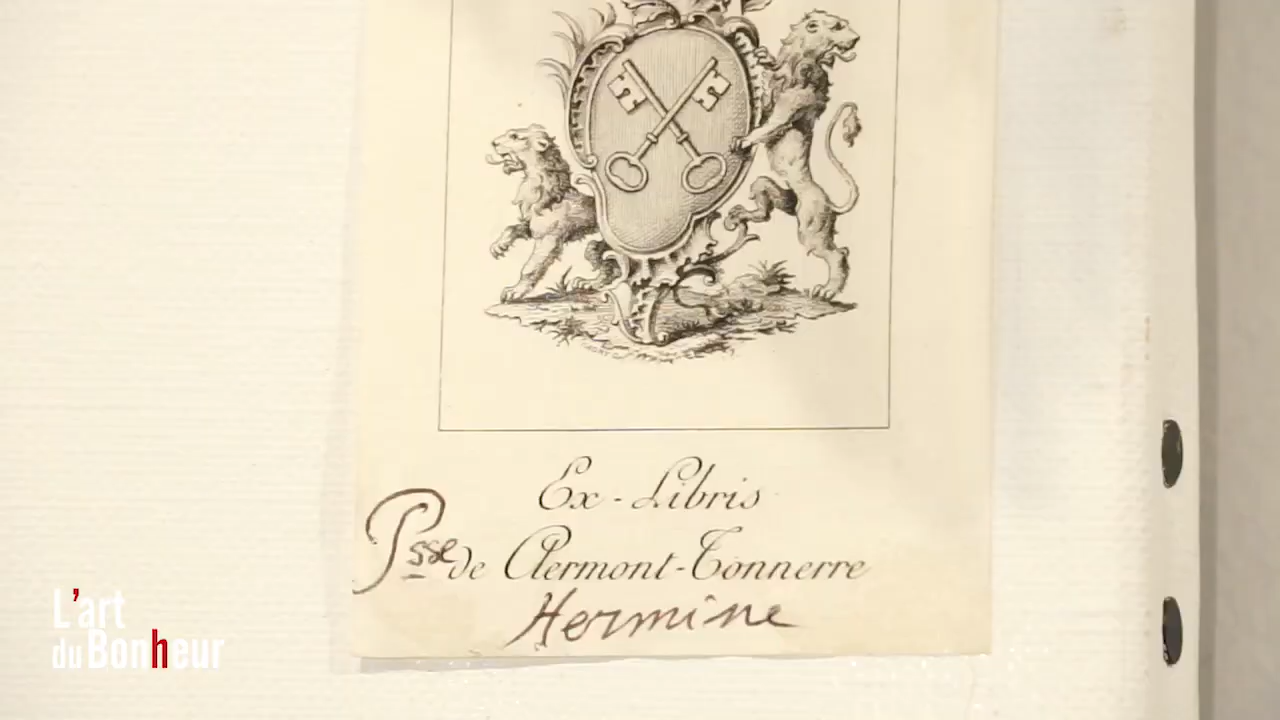 Ex-Libris
Psse de Clermont-Tonnerre
Hermine
L'art
du Bonheur